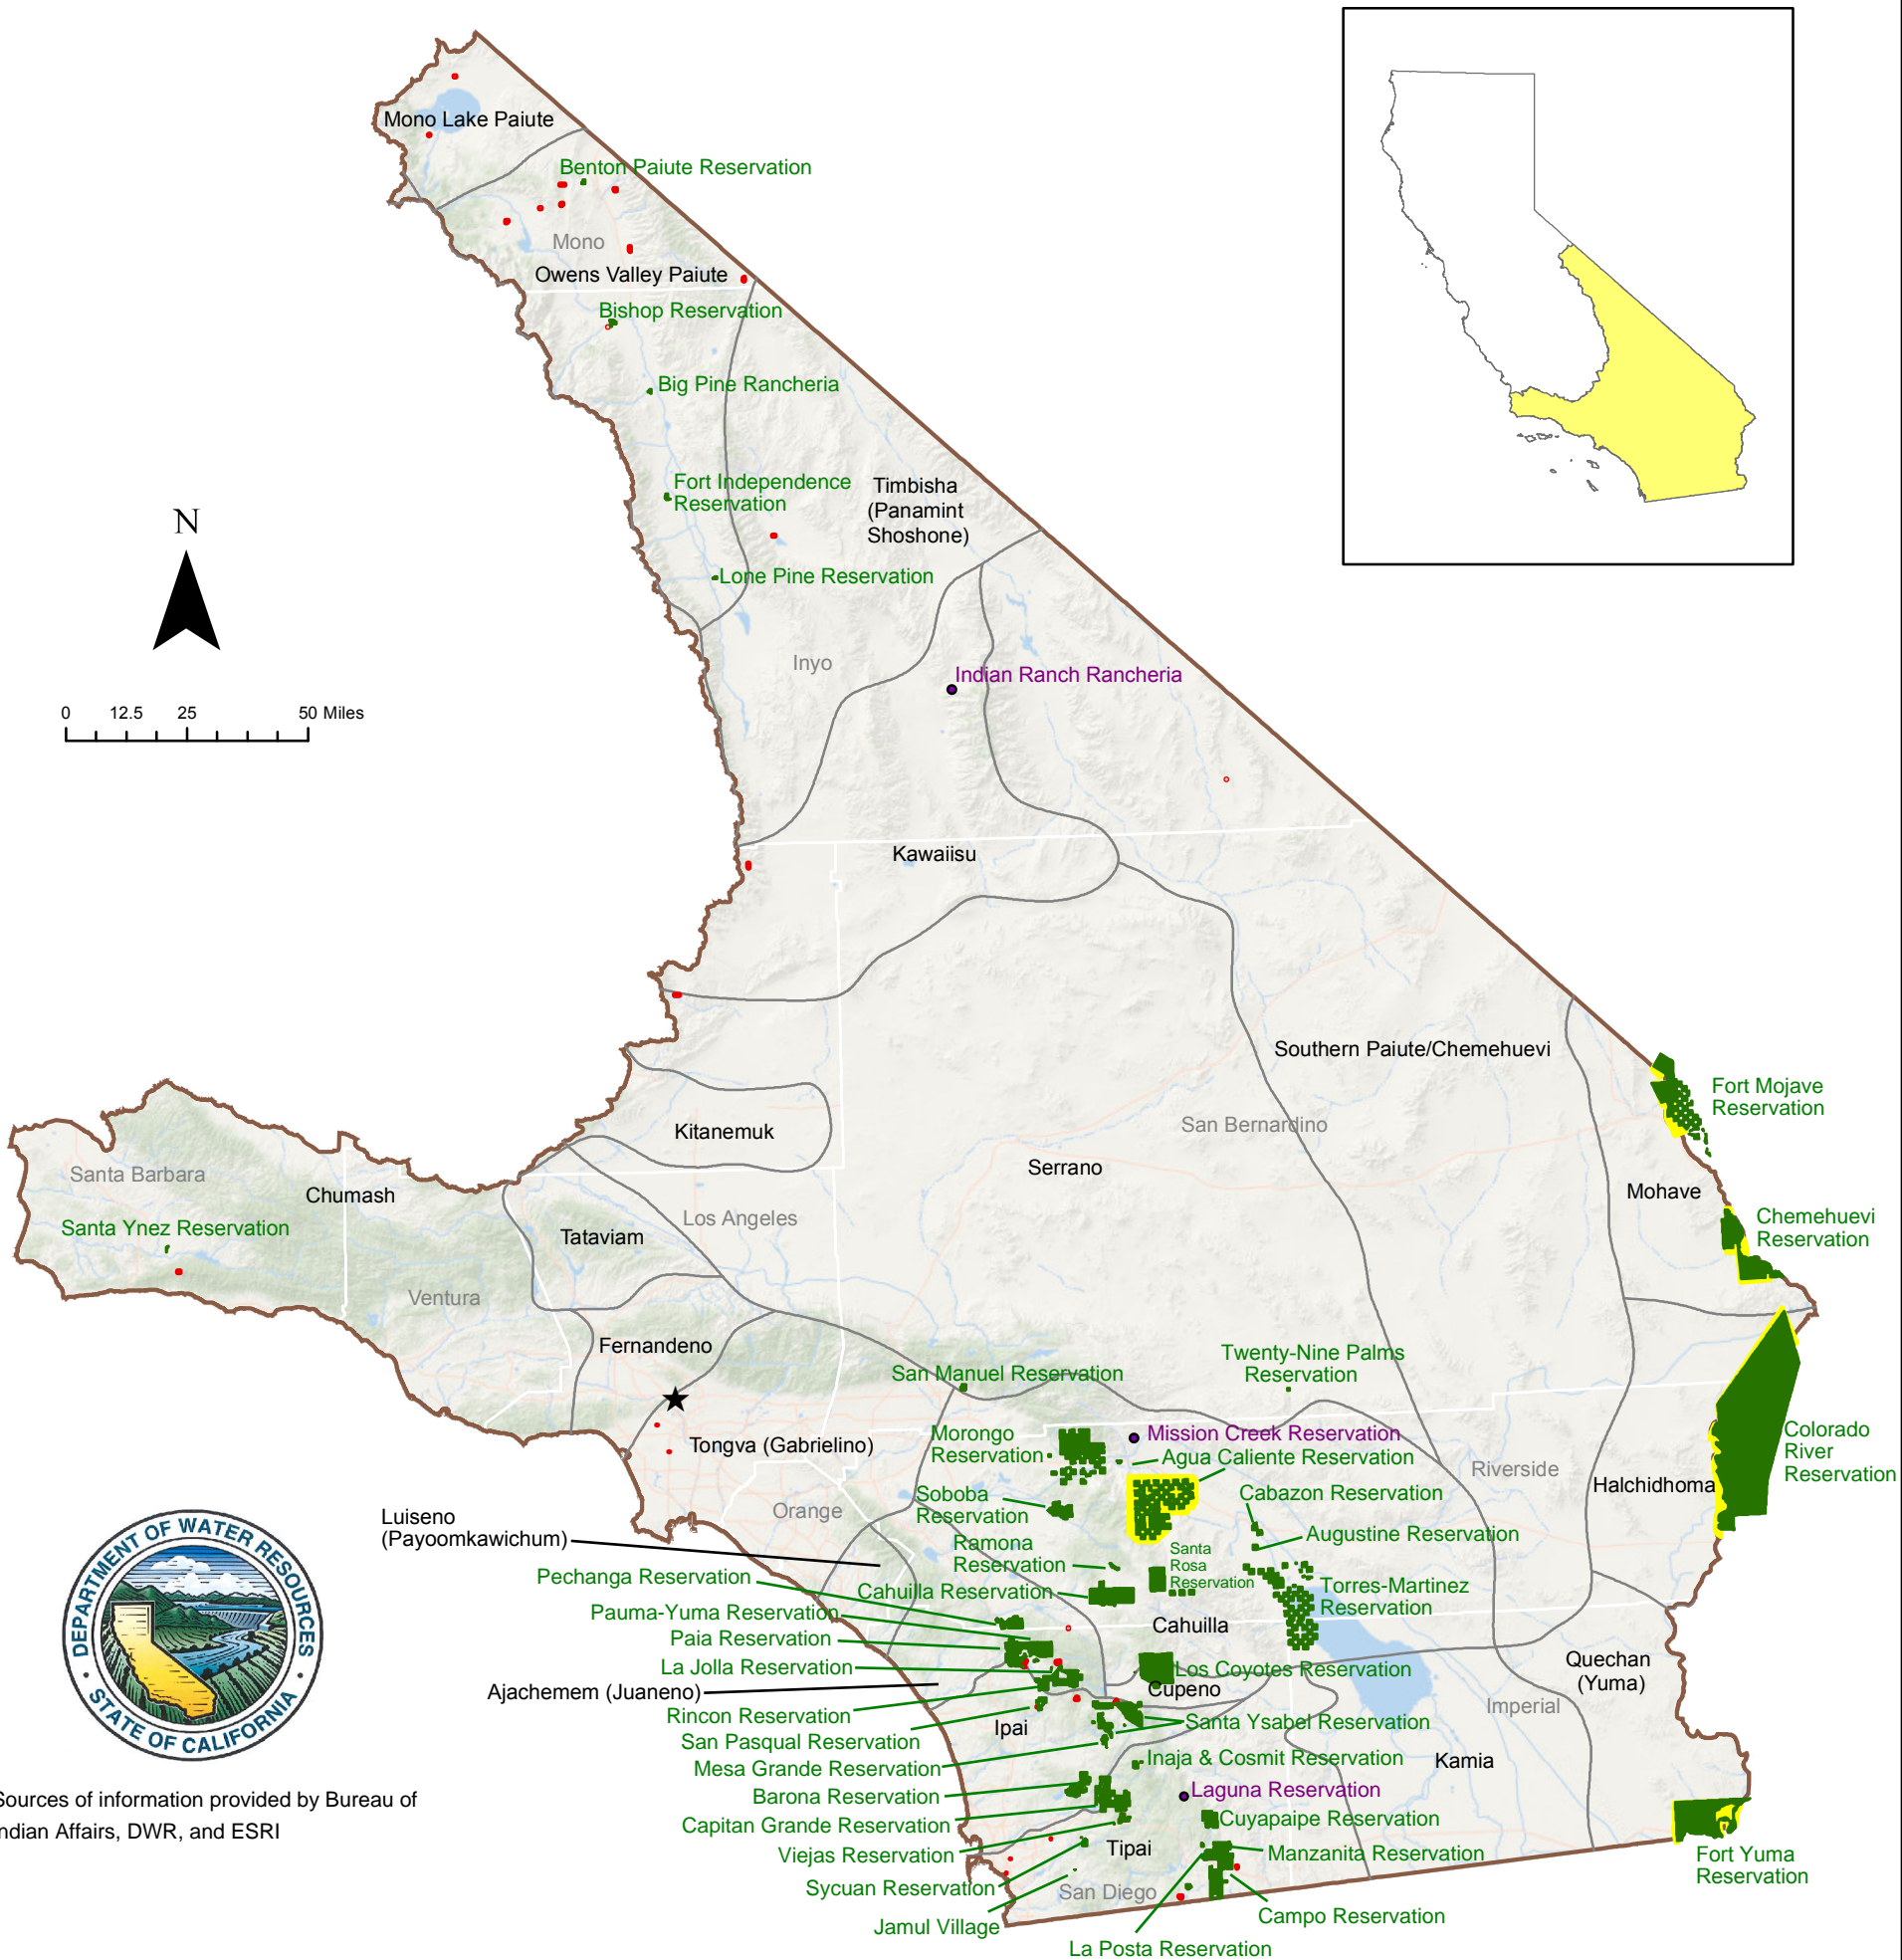 Mono Lake Paiute
Benton Paiute Reservation
Mono
Owens Valley Paiute
Bishop Reservation
Big Pine Rancheria
Fort Independence
Reservation
Timbisha
(Panamint
Shoshone)
N
Lone Pine Reservation
Inyo
Indian Ranch Rancheria
0 12.5 25 50 Miles
Kawaiisu
Southern Paiute/Chemehuevi
Fort Mojave
Reservation
San Bernardino
Kitanemuk
Serrano
Mohave
Santa Barbara
Chumash
Los Angeles
Santa Ynez Reservation
Tataviam
Chemehuevi
Reservation
Ventura
Fernandeno
San Manuel Reservation
Twenty-Nine Palms
Reservation
Tongva (Gabrielino)
Morongo
Reservation
Mission Creek Reservation
Agua Caliente Reservation
Colorado
River
Reservation
Riverside
Halchidhoma
Orange
Soboba
Reservation
Cabazon Reservation
Luiseno
(Payoomkawichum)
Augustine Reservation
Ramona
Reservation
Santa
Rosa
Reservation
Pechanga Reservation
Cahuilla Reservation
Torres-Martinez
Reservation
Pauma-Yuma Reservation
Cahuilla
Paia Reservation
La Jolla Reservation
Los Coyotes Reservation
Quechan
(Yuma)
Ajachemem (Juaneno)
Cupeno
Imperial
Rincon Reservation
Ipai
Santa Ysabel Reservation
San Pasqual Reservation
Mesa Grande Reservation
Inaja & Cosmit Reservation
Kamia
Barona Reservation
Laguna Reservation
Capitan Grande Reservation
Cuyapaipe Reservation
Viejas Reservation
Tipai
Manzanita Reservation
Fort Yuma
Reservation
Sycuan Reservation
San Diego
Jamul Village
Campo Reservation
La Posta Reservation
DEPARTMENT OF WATER RESOURCES
STATE OF CALIFORNIA
Sources of information provided by Bureau of
Indian Affairs, DWR, and ESRI